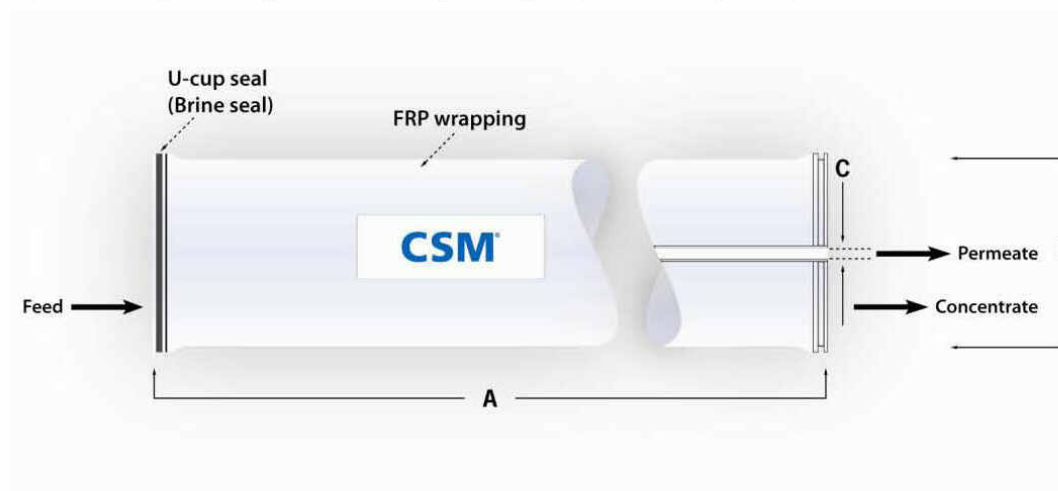 U-cup seal
(Brine seal)
FRP wrapping
C
CSM®
Permeate
Feed
Concentrate
A